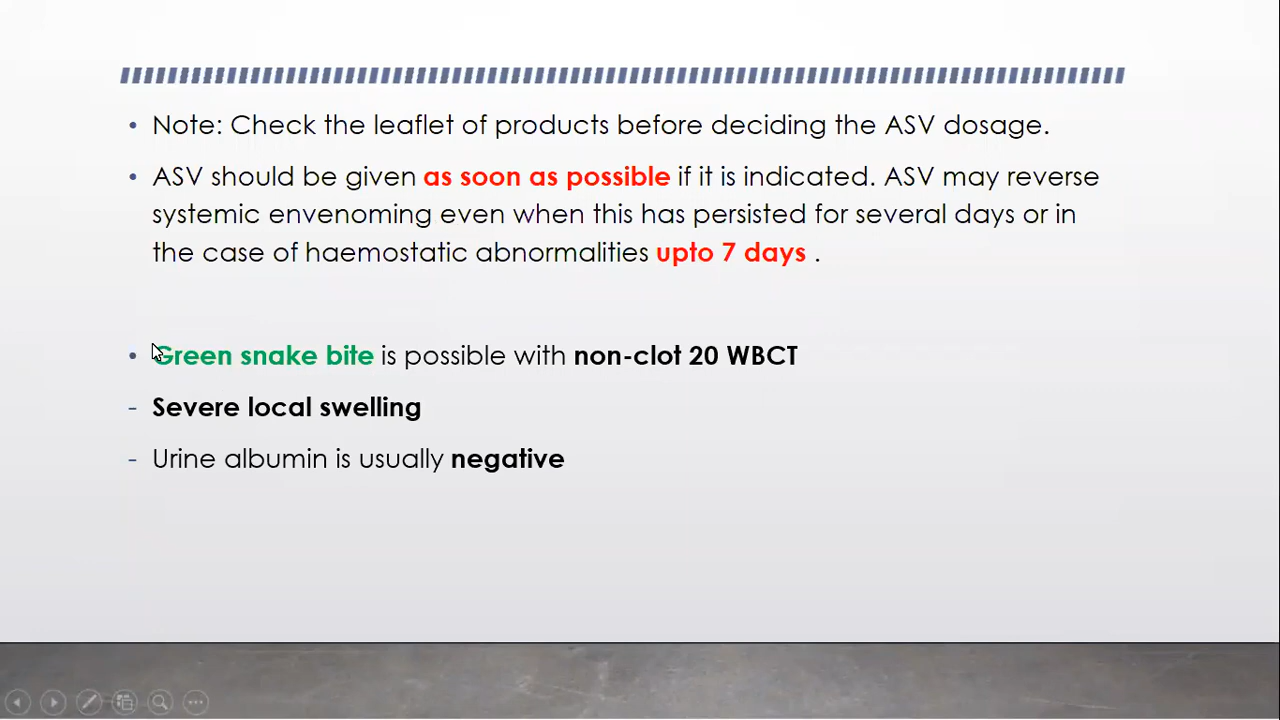 • Note: Check the leaflet of products before deciding the ASV dosage.
• ASV should be given as soon as possible if it is indicated. ASV may reverse
systemic envenoming even when this has persisted for several days or in
the case of haemostatic abnormalities upto 7 days .
• Green snake bite is possible with non-clot 20 WBCT
- Severe local swelling
- Urine albumin is usually negative